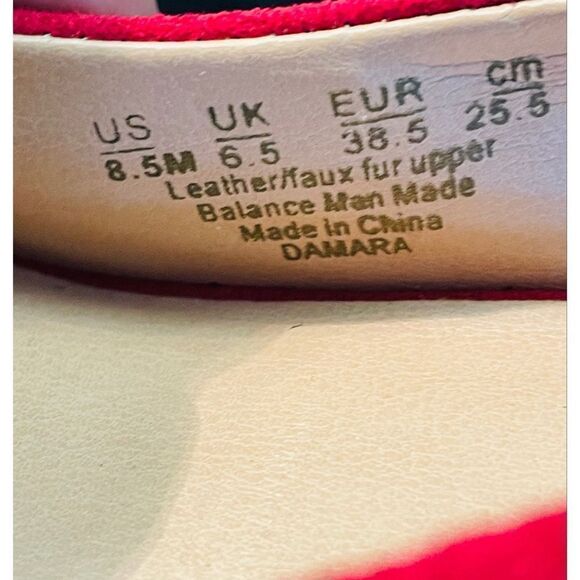 US UK EUR cm
8.5M 6.5 38.5 25.5
Leather/faux fur upper
Balance Man Made
Made in China
DAMARA